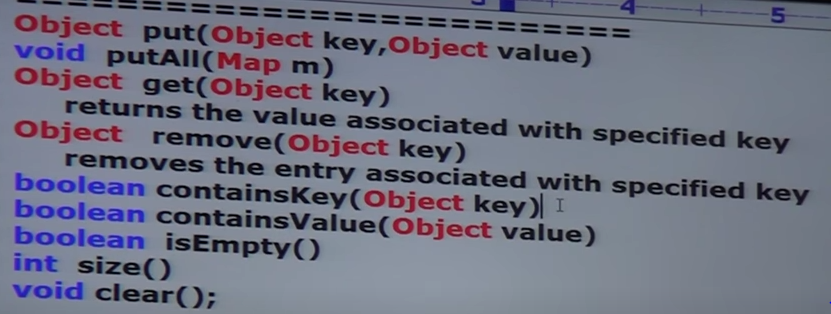 4 5
====================================
Object put(Object key,Object value)
void putAll(Map m)
Object get(Object key)
returns the value associated with specified key
Object remove(Object key)
removes the entry associated with specified key
boolean containsKey(Object key)
boolean containsValue(Object value)
boolean isEmpty()
int size()
void clear();